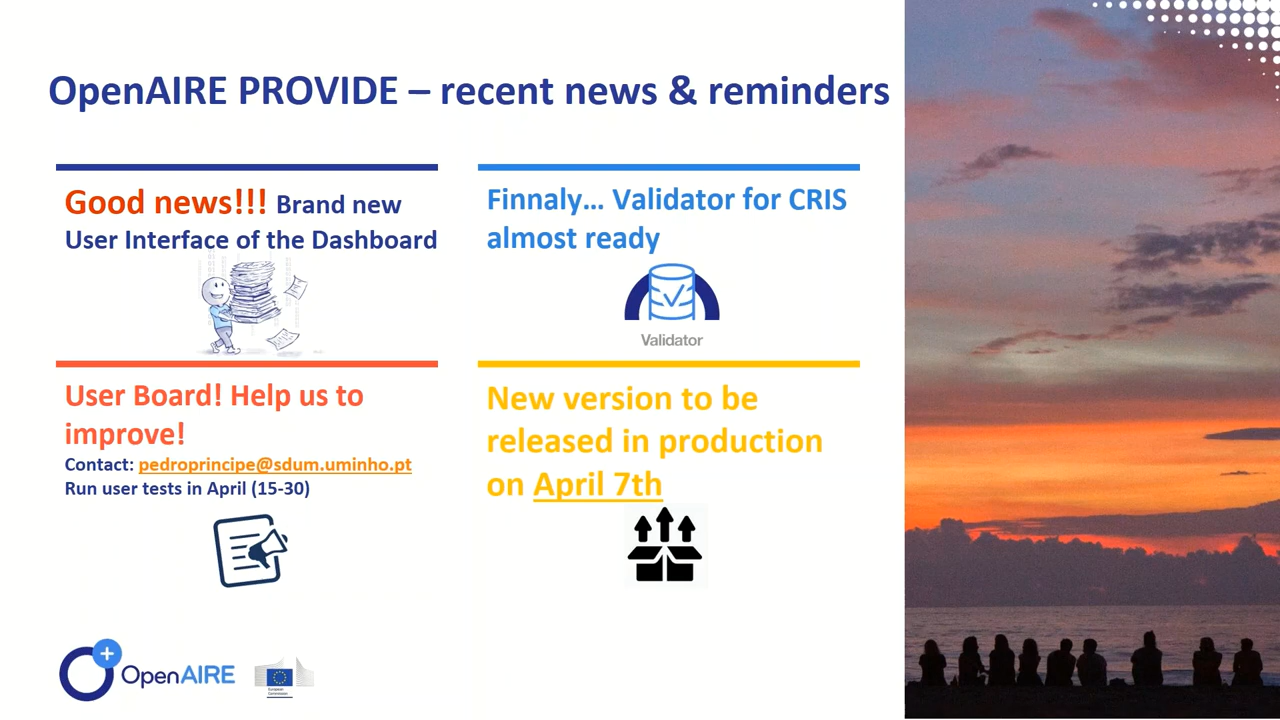 OpenAIRE PROVIDE – recent news & reminders
Good news!!! Brand new
User Interface of the Dashboard
Finnaly... Validator for CRIS
almost ready
Validator
User Board! Help us to
improve!
Contact: pedroprincipe@sdum.uminho.pt
Run user tests in April (15-30)
New version to be
released in production
on April 7th
OpenAIRE
European
Commission